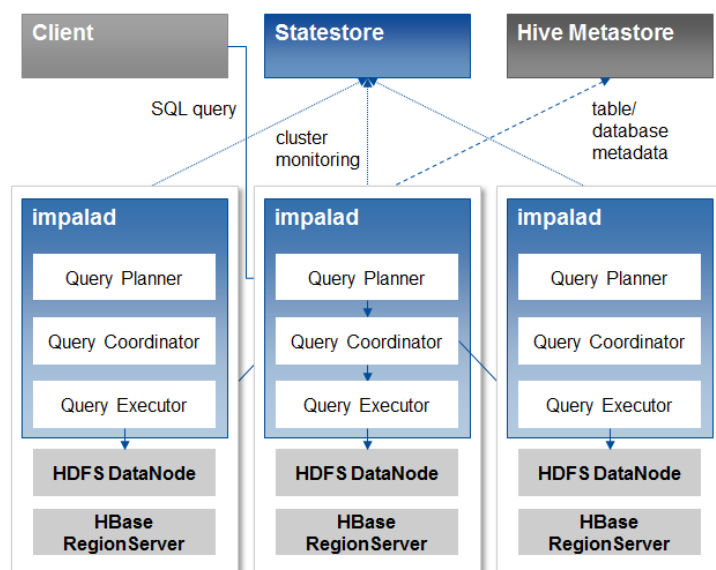 Client
Statestore
Hive Metastore
SQL query
cluster
monitoring
table/
database
metadata
impalad
Query Planner
Query Coordinator
Query Executor
HDFS DataNode
HBase
RegionServer
impalad
Query Planner
Query Coordinator
Query Executor
HDFS DataNode
HBase
RegionServer
impalad
Query Planner
Query Coordinator
Query Executor
HDFS DataNode
HBase
RegionServer